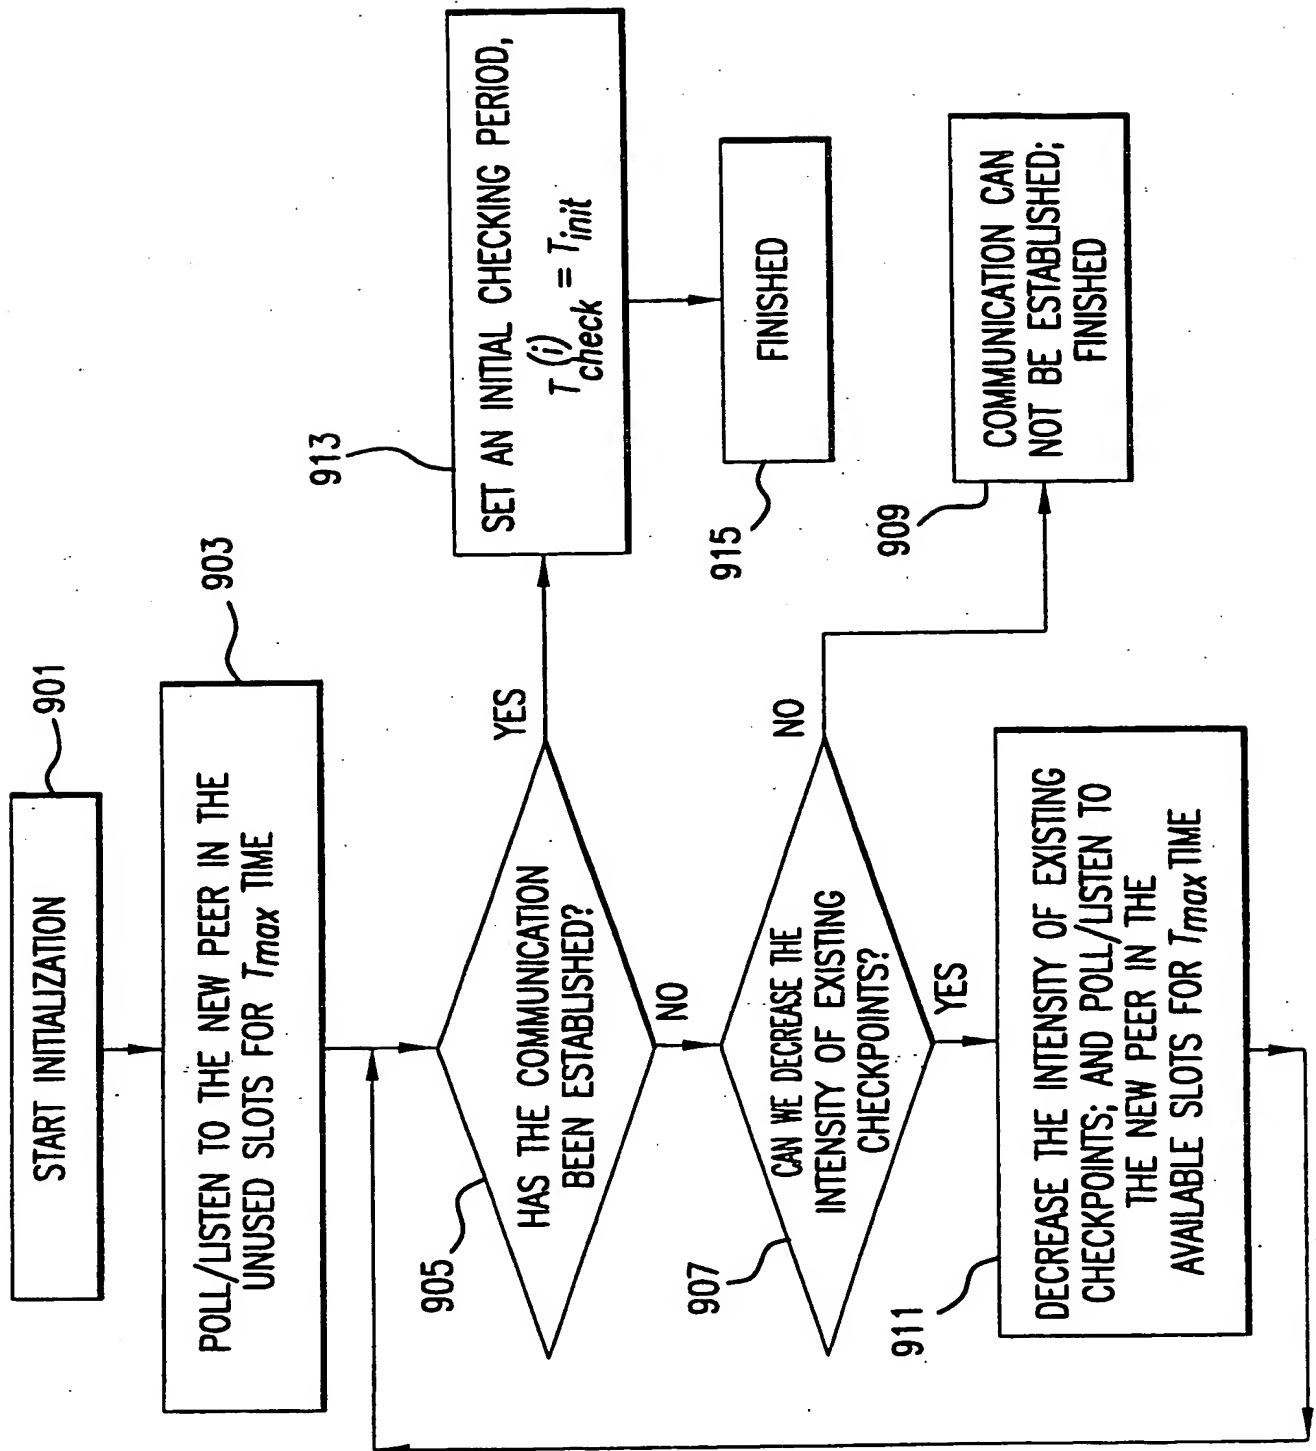 START INITIALIZATION
901
POLL/LISTEN TO THE NEW PEER IN THE
UNUSED SLOTS FOR Tmax TIME
903
HAS THE COMMUNICATION
BEEN ESTABLISHED?
905
YES
NO
913
SET AN INITIAL CHECKING PERIOD,
T(i)check = Tinit
FINISHED
915
CAN WE DECREASE THE
INTENSITY OF EXISTING
CHECKPOINTS?
907
NO
YES
909
COMMUNICATION CAN
NOT BE ESTABLISHED;
FINISHED
911
DECREASE THE INTENSITY OF EXISTING
CHECKPOINTS; AND POLL/LISTEN TO
THE NEW PEER IN THE
AVAILABLE SLOTS FOR Tmax TIME